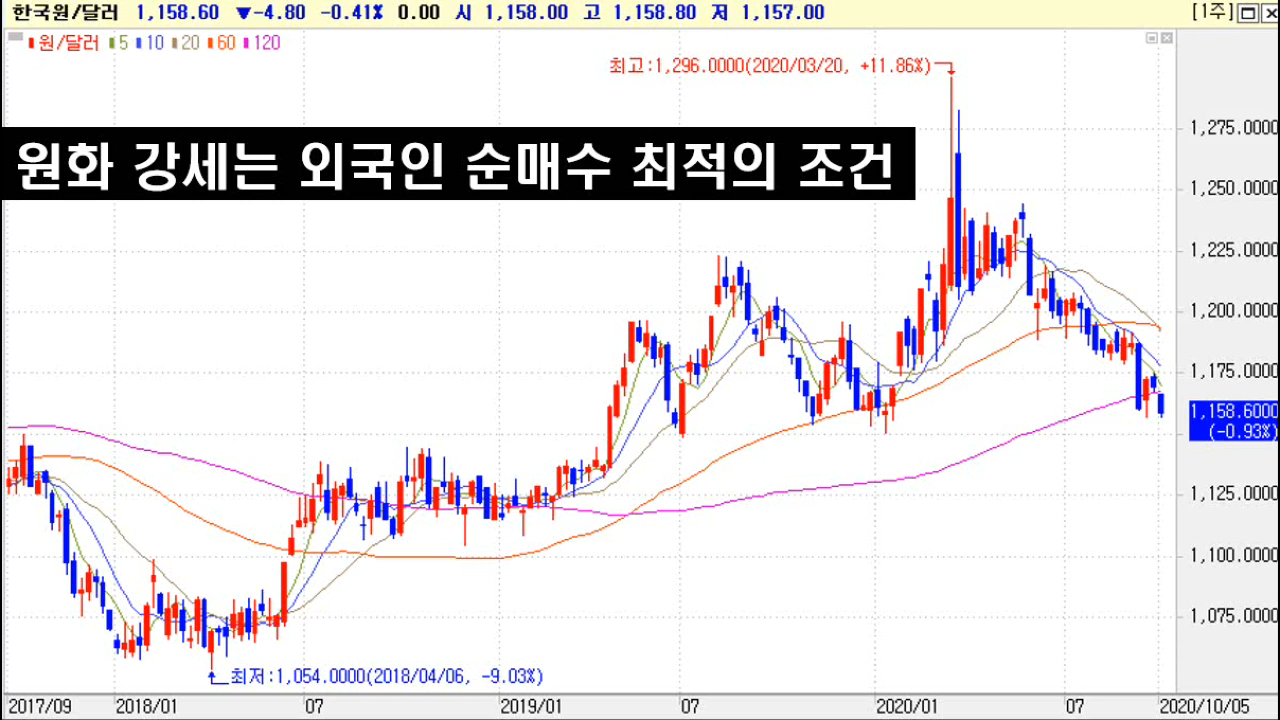 한국원/달러 1,158.60 ▼-4.80 -0.41% 0.00 시 1,158.00 고 1,158.80 저 1,157.00 [1주]
원/달러 5 10 20 60 120
최고:1,296.0000(2020/03/20, +11.86%)
1,275.0000
원화 강세는 외국인 순매수 최적의 조건
1,250.0000
1,225.0000
1,200.0000
1,175.0000
1,158.6000
(-0.93%)
1,125.0000
1,100.0000
1,075.0000
최저:1,054.0000(2018/04/06, -9.03%)
2017/09 2018/01 07 2019/01 07 2020/01 07 2020/10/05